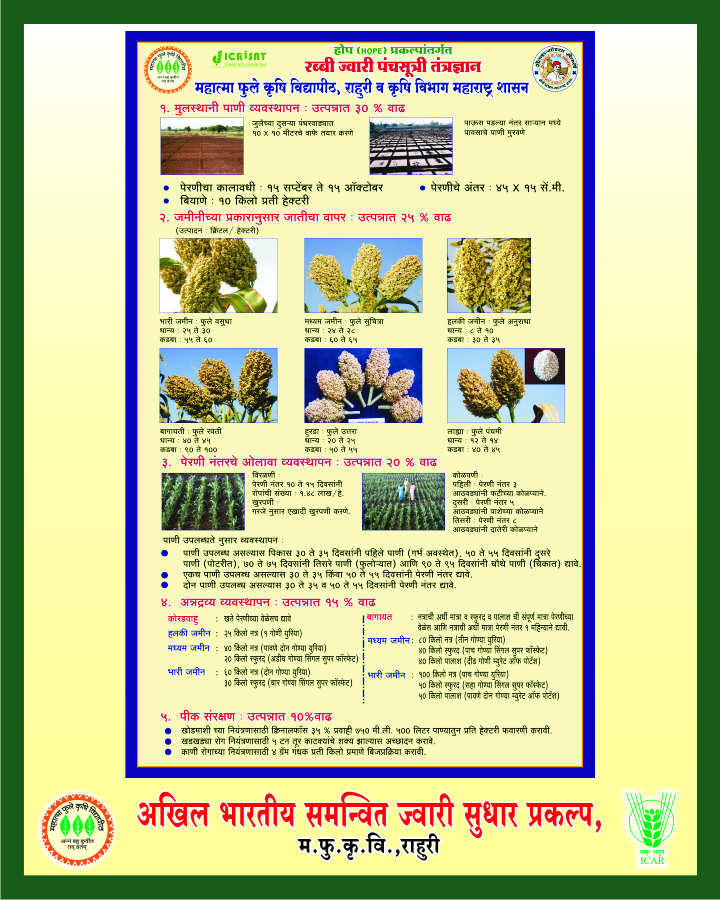 होप (HOPE) प्रकल्पांतर्गत
ICRISAT
रब्बी ज्वारी पंचसूत्री तंत्रज्ञान
महात्मा फुले कृषि विद्यापीठ, राहुरी व कृषि विभाग महाराष्ट्र शासन
१. मुलस्थानी पाणी व्यवस्थापन : उत्पन्नात ३० % वाढ
जुलैच्या दुसऱ्या पंधरवाड्यात
१० X १० मीटरचे वाफे तयार करणे
पाऊस पडल्या नंतर साऱ्यान मध्ये
पावसाचे पाणी मुरवणे
• पेरणीचा कालावधी : १५ सप्टेंबर ते १५ ऑक्टोबर
• पेरणीचे अंतर : ४५ X १५ सें.मी.
• बियाणे : १० किलो प्रती हेक्टरी
२. जमीनीच्या प्रकारानुसार जातीचा वापर : उत्पन्नात २५ % वाढ
(उत्पादन : क्विंटल/ हेक्टरी)
भारी जमीन : फुले वसुधा
धान्य : २५ ते ३०
कडबा : ५५ ते ६०
मध्यम जमीन : फुले सुचित्रा
धान्य : २४ ते २८
कडबा : ६० ते ६५
हलकी जमीन : फुले अनुराधा
धान्य : ८ ते १०
कडबा : ३० ते ३५
बागायती : फुले रेवती
धान्य : ४० ते ४५
कडबा : ९० ते १००
हुरडा : फुले उत्तरा
धान्य : २० ते २५
कडबा : ५० ते ५५
लाह्या : फुले पंचमी
धान्य : १२ ते १४
कडबा : ४० ते ४५
३. पेरणी नंतरचे ओलावा व्यवस्थापन : उत्पन्नात २० % वाढ
विरळणी :
पेरणी नंतर १० ते १५ दिवसांनी
रोपांची संख्या : १.४८ लाख/हे.
खुरपणी :
गरजे नुसार एखादी खुरपणी करणे.
कोळपणी :
पहिली : पेरणी नंतर ३
आठवड्यांनी फटीच्या कोळप्याने.
दुसरी : पेरणी नंतर ५
आठवड्यांनी पाशेच्या कोळप्याने
तिसरी : पेरणी नंतर ८
आठवड्यांनी दातेरी कोळप्याने
पाणी उपलब्धते नुसार व्यवस्थापन :
• पाणी उपलब्ध असल्यास पिकास ३० ते ३५ दिवसांनी पहिले पाणी (गर्भ अवस्थेत), ५० ते ५५ दिवसांनी दुसरे
पाणी (पोटरीत), ७० ते ७५ दिवसांनी तिसरे पाणी (फुलोऱ्यात) आणि ९० ते ९५ दिवसांनी चौथे पाणी (चिकात) द्यावे.
• एकच पाणी उपलब्ध असल्यास ३० ते ३५ किंवा ५० ते ५५ दिवसांनी पेरणी नंतर द्यावे.
• दोन पाणी उपलब्ध असल्यास ३० ते ३५ व ५० ते ५५ दिवसांनी पेरणी नंतर द्यावे.
४. अन्नद्रव्य व्यवस्थापन : उत्पन्नात १५ % वाढ
कोरडवाहु : खते पेरणीच्या वेळेसच द्यावे
हलकी जमीन : २५ किलो नत्र (१ गोणी युरिया)
मध्यम जमीन : ४० किलो नत्र (पावणे दोन गोण्या युरिया)
२० किलो स्फुरद (अडीच गोण्या सिंगल सुपर फॉस्फेट)
भारी जमीन : ६० किलो नत्र (दोन गोण्या युरिया)
३० किलो स्फुरद (चार गोण्या सिंगल सुपर फॉस्फेट)
बागायत : नत्राची अर्धी मात्रा व स्फुरद व पालाश ची संपूर्ण मात्रा पेरणीच्या
वेळेस आणि नत्राची अर्धी मात्रा पेरणी नंतर १ महिन्याने द्यावी.
मध्यम जमीन : ८० किलो नत्र (तीन गोण्या युरिया)
४० किलो स्फुरद (पाच गोण्या सिंगल सुपर फॉस्फेट)
४० किलो पालाश (दीड गोणी म्युरेट ऑफ पोटॅश)
भारी जमीन : १०० किलो नत्र (पाच गोण्या युरिया)
५० किलो स्फुरद (सहा गोण्या सिंगल सुपर फॉस्फेट)
५० किलो पालाश (पावणे दोन गोण्या म्युरेट ऑफ पोटॅश)
५. पीक संरक्षण : उत्पन्नात १०%वाढ
• खोडमाशी च्या नियंत्रणासाठी क्विनालफॉस ३५ % प्रवाही ७५० मी.ली. ५०० लिटर पाण्यातुन प्रति हेक्टरी फवारणी करावी.
• खडखड्या रोग नियंत्रणासाठी ५ टन तूर काटक्यांचे शक्य झाल्यास अच्छादन करावे.
• काणी रोगाच्या नियंत्रणासाठी ४ ग्रॅम गंधक प्रती किलो प्रमाणे बिजप्रक्रिया करावी.
महात्मा फुले कृषि विद्यापीठ
अखिल भारतीय समन्वित ज्वारी सुधार प्रकल्प,
म.फु.कृ.वि.,राहुरी
भाकृ अनुप
ICAR